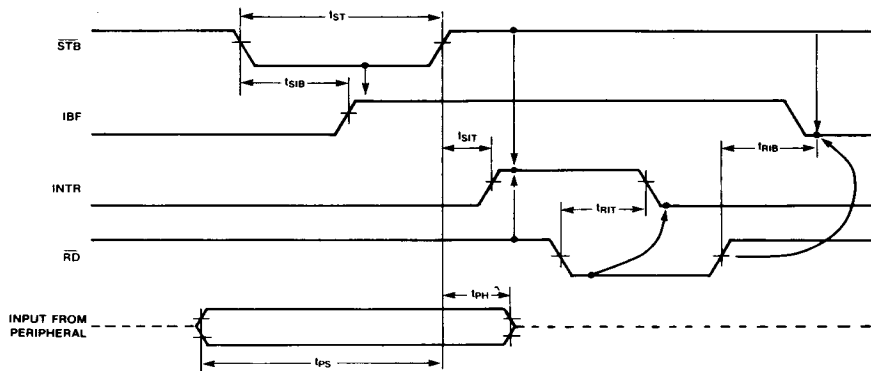 tST
STB
tSIB
IBF
tSIT
tRIB
INTR
tRIT
RD
tPH
INPUT FROM
PERIPHERAL
tPS